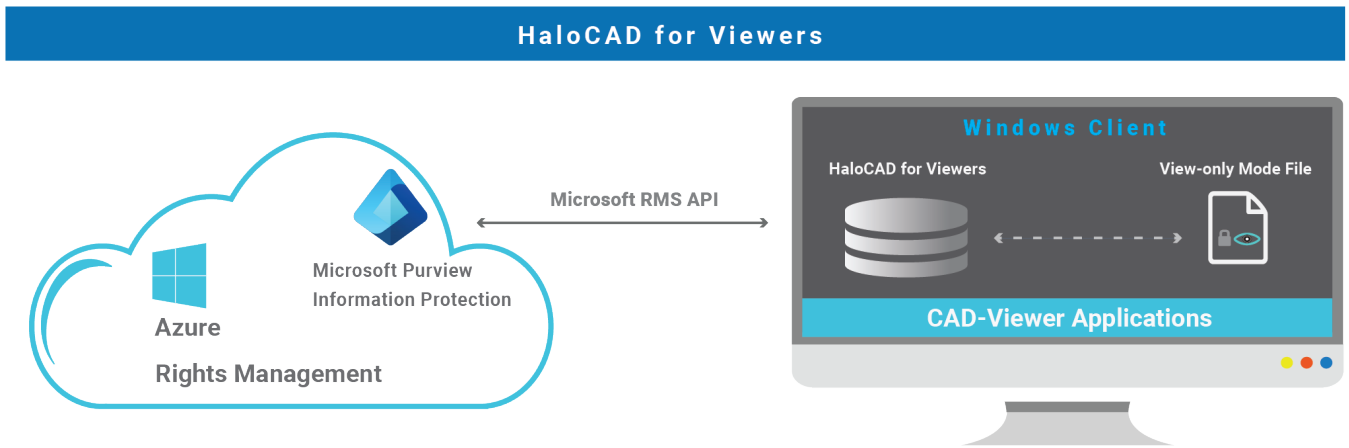 HaloCAD for Viewers
Microsoft Purview
Information Protection
Azure
Rights Management
Microsoft RMS API
Windows Client
HaloCAD for Viewers
View-only Mode File
CAD-Viewer Applications